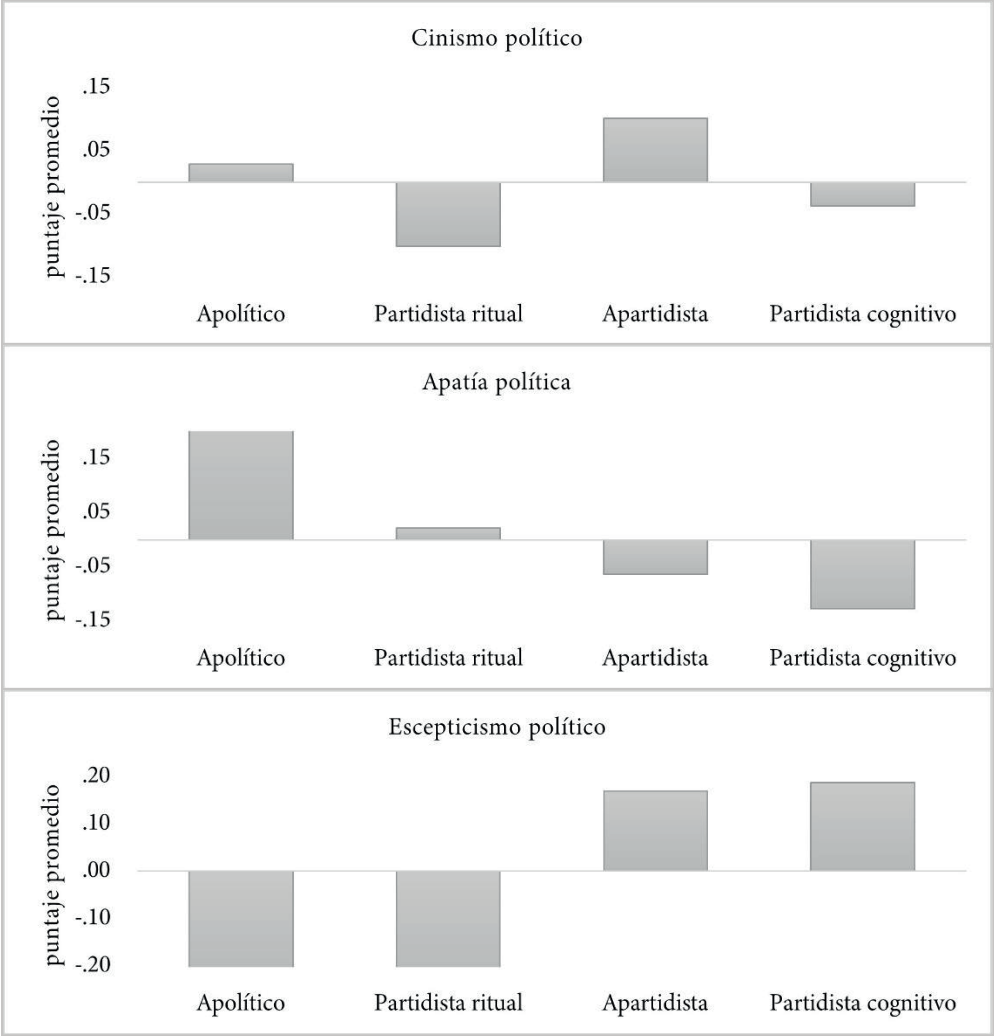 Cinismo político
puntaje promedio
.15
.05
-.05
-.15
Apolítico Partidista ritual Apartidista Partidista cognitivo
Apatía política
puntaje promedio
.15
.05
-.05
-.15
Apolítico Partidista ritual Apartidista Partidista cognitivo
Escepticismo político
puntaje promedio
.20
.10
.00
-.10
-.20
Apolítico Partidista ritual Apartidista Partidista cognitivo